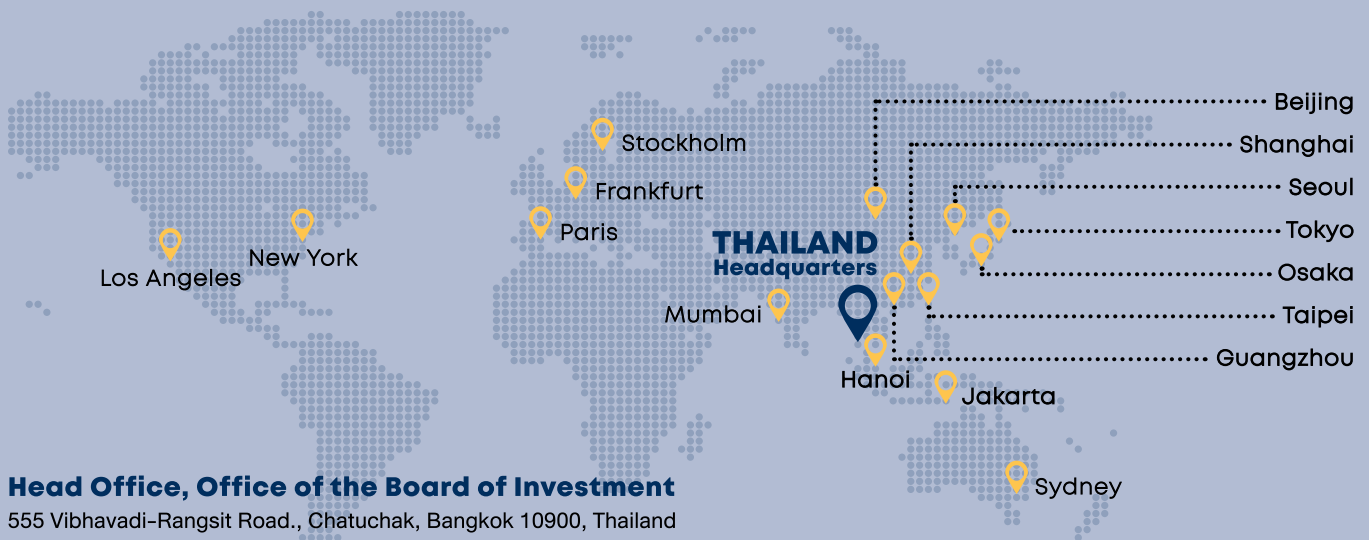 Beijing
Stockholm
Shanghai
Frankfurt
Seoul
Paris
Tokyo
THAILAND
Headquarters
New York
Los Angeles
Osaka
Mumbai
Taipei
Guangzhou
Hanoi
Jakarta
Sydney
Head Office, Office of the Board of Investment
555 Vibhavadi-Rangsit Road., Chatuchak, Bangkok 10900, Thailand